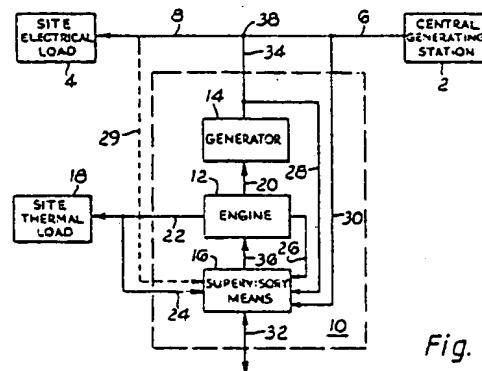 SITE
ELECTRICAL
LOAD
4
8
38
6
CENTRAL
GENERATING
STATION
2
34
14
GENERATOR
29
18
SITE
THERMAL
LOAD
12
20
28
30
ENGINE
22
26
16
36
SUPERVISORY
MEANS
24
32
10
Fig.